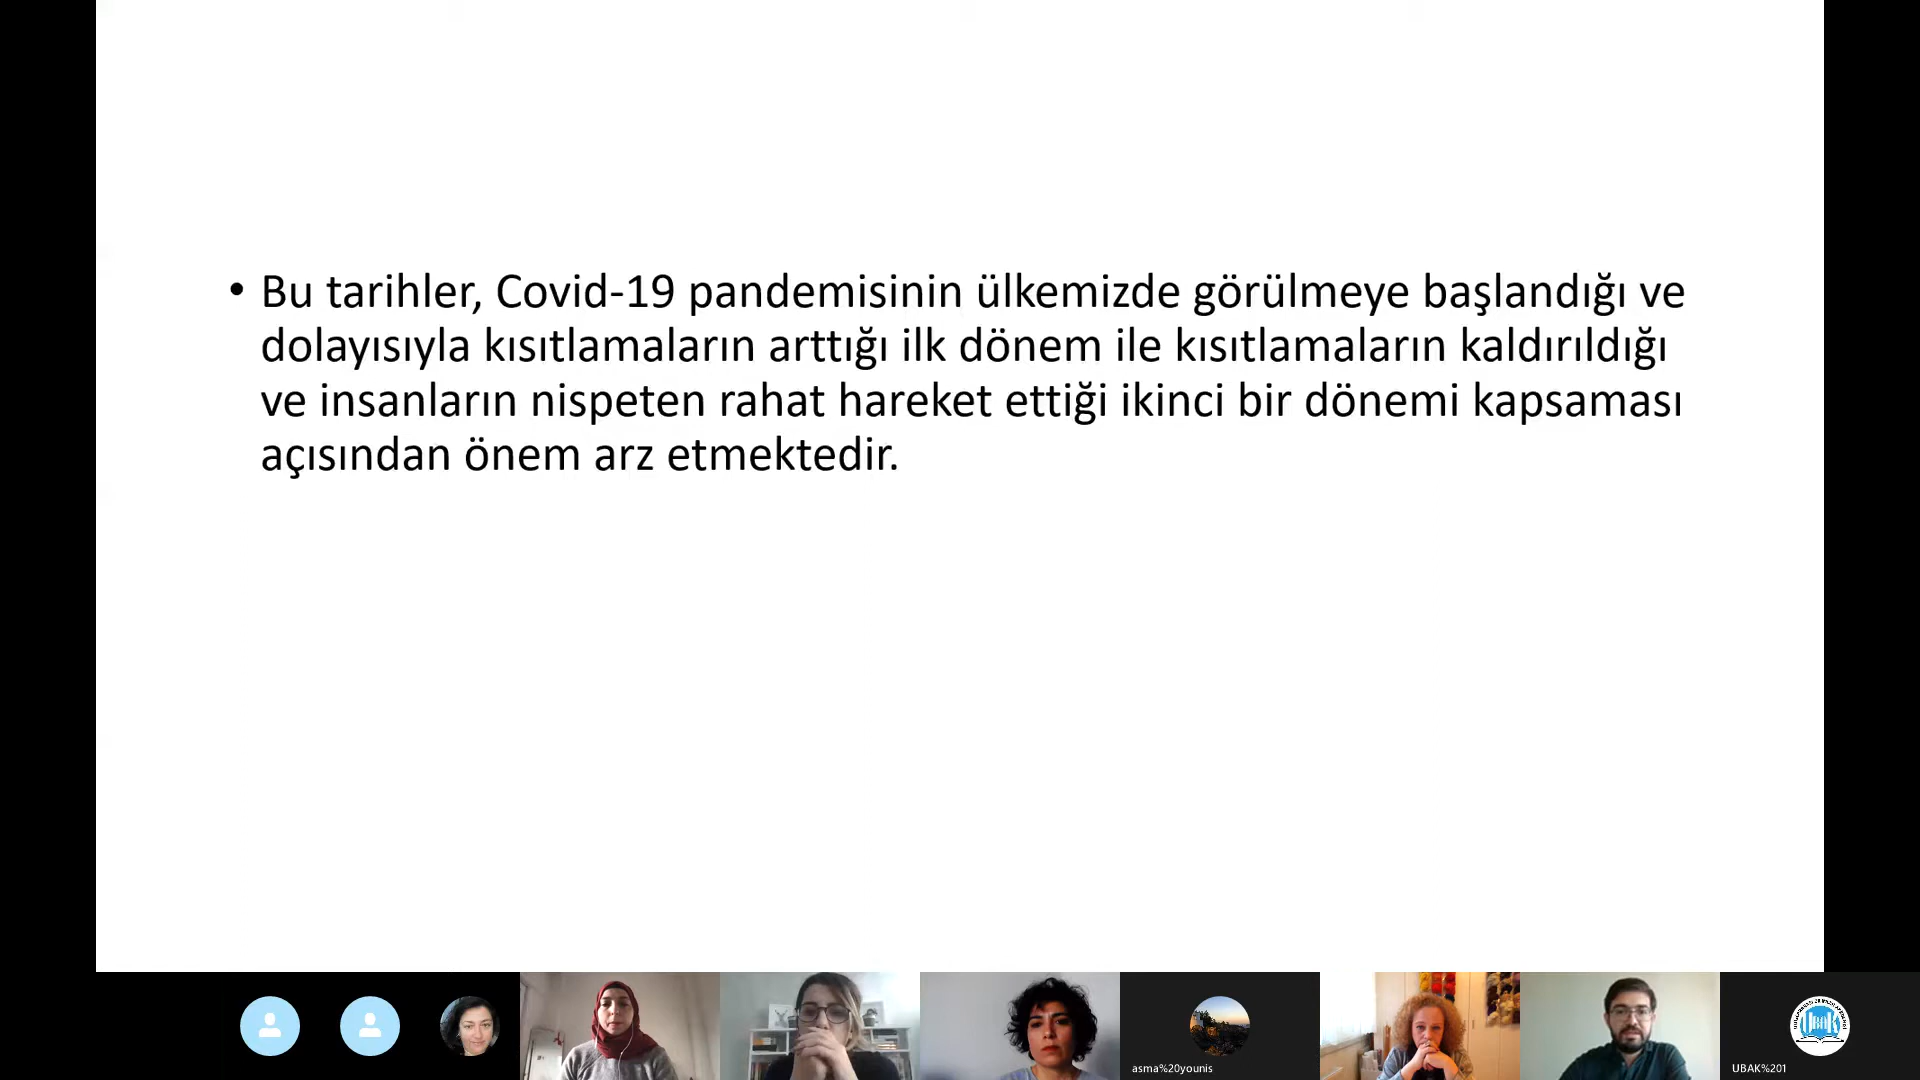 • Bu tarihler, Covid-19 pandemisinin ülkemizde görülmeye başlandığı ve
dolayısıyla kısıtlamaların arttığı ilk dönem ile kısıtlamaların kaldırıldığı
ve insanların nispeten rahat hareket ettiği ikinci bir dönemi kapsaması
açısından önem arz etmektedir.
asma%20younis
UBAK%201
UBAK